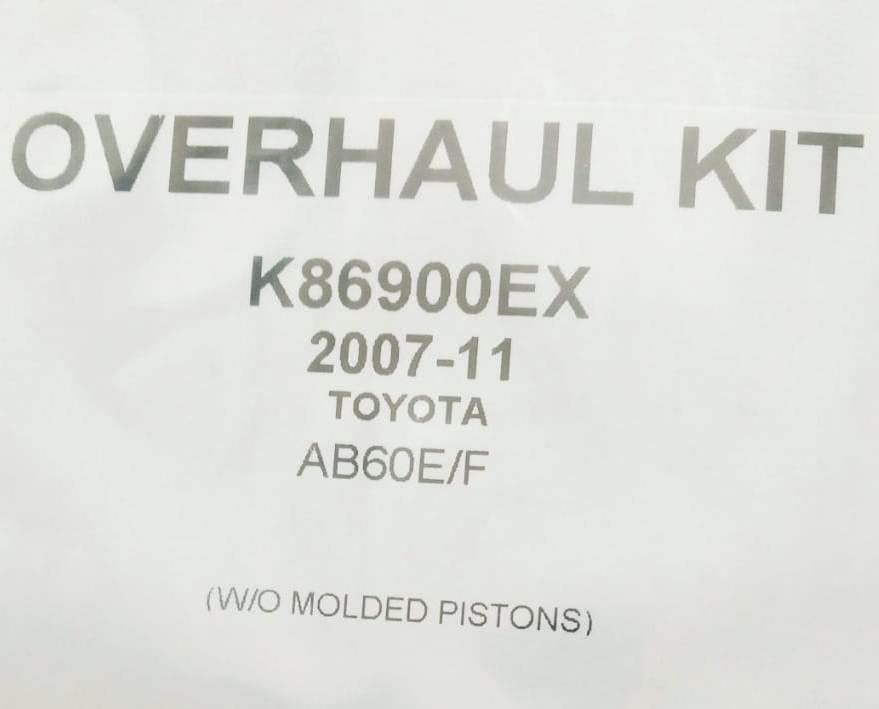 OVERHAUL KIT
K86900EX
2007-11
TOYOTA
AB60E/F
(W/O MOLDED PISTONS)